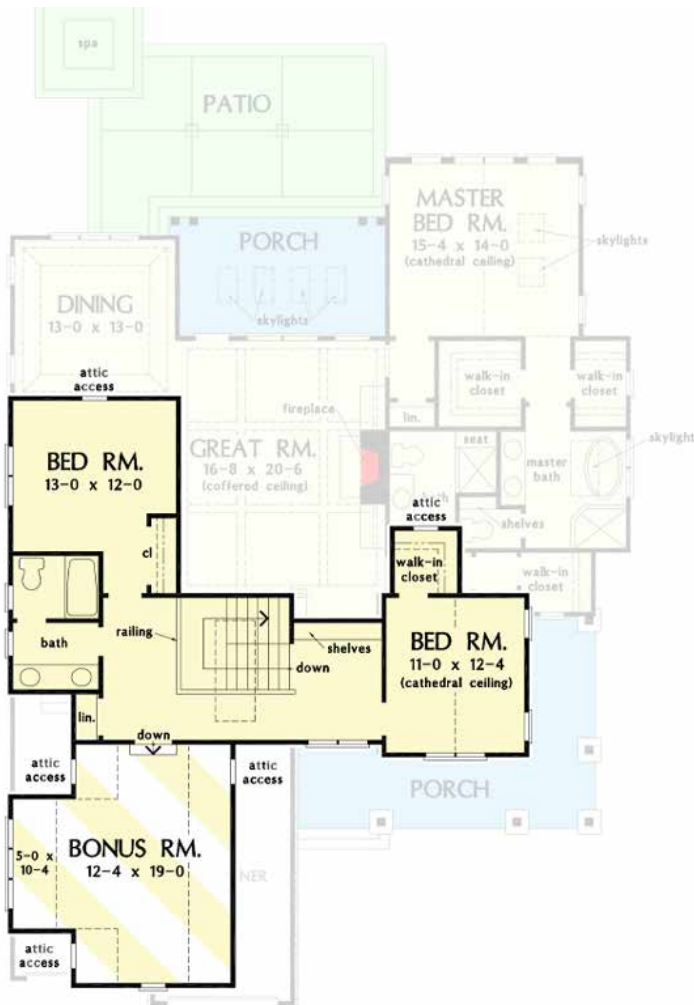 spa
PATIO
MASTER
BED RM.
15-4 x 14-0
(cathedral ceiling)
skylights
PORCH
skylights
DINING
13-0 x 13-0
attic
access
walk-in
closet
walk-in
closet
fireplace
lin.
GREAT RM.
16-8 x 20-6
(coffered ceiling)
seat
skylight
master
bath
bath
shelves
BED RM.
13-0 x 12-0
cl
attic
access
walk-in
closet
walk-in
closet
bath
railing
down
shelves
BED RM.
11-0 x 12-4
(cathedral ceiling)
lin.
down
attic
access
attic
access
PORCH
5-0 x
10-4
BONUS RM.
12-4 x 19-0
NER
attic
access